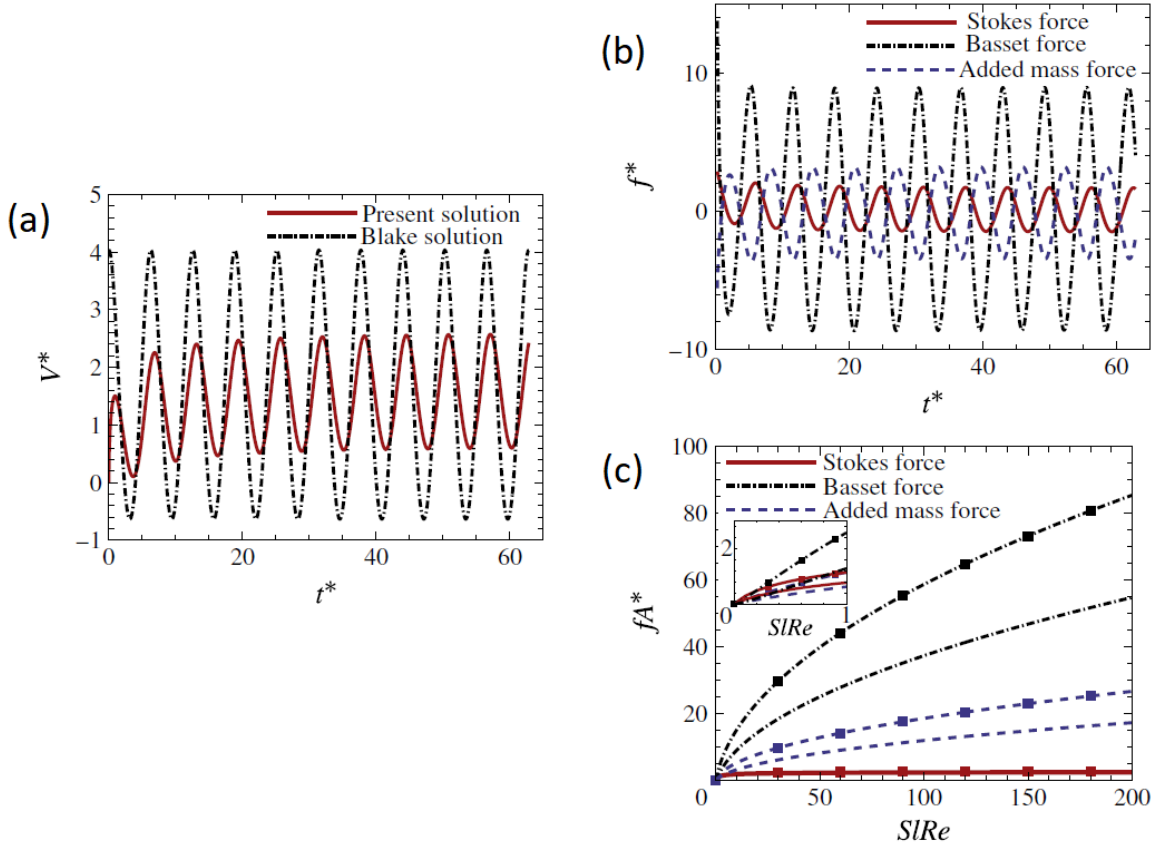 (a)
5
4
3
2
1
0
−1
V*
Present solution
Blake solution
0
20
40
60
t*
(b)
10
0
−10
f*
Stokes force
Basset force
Added mass force
0
20
40
60
t*
(c)
100
80
60
40
20
0
fA*
Stokes force
Basset force
Added mass force
2
0
1
SlRe
0
50
100
150
200
SlRe